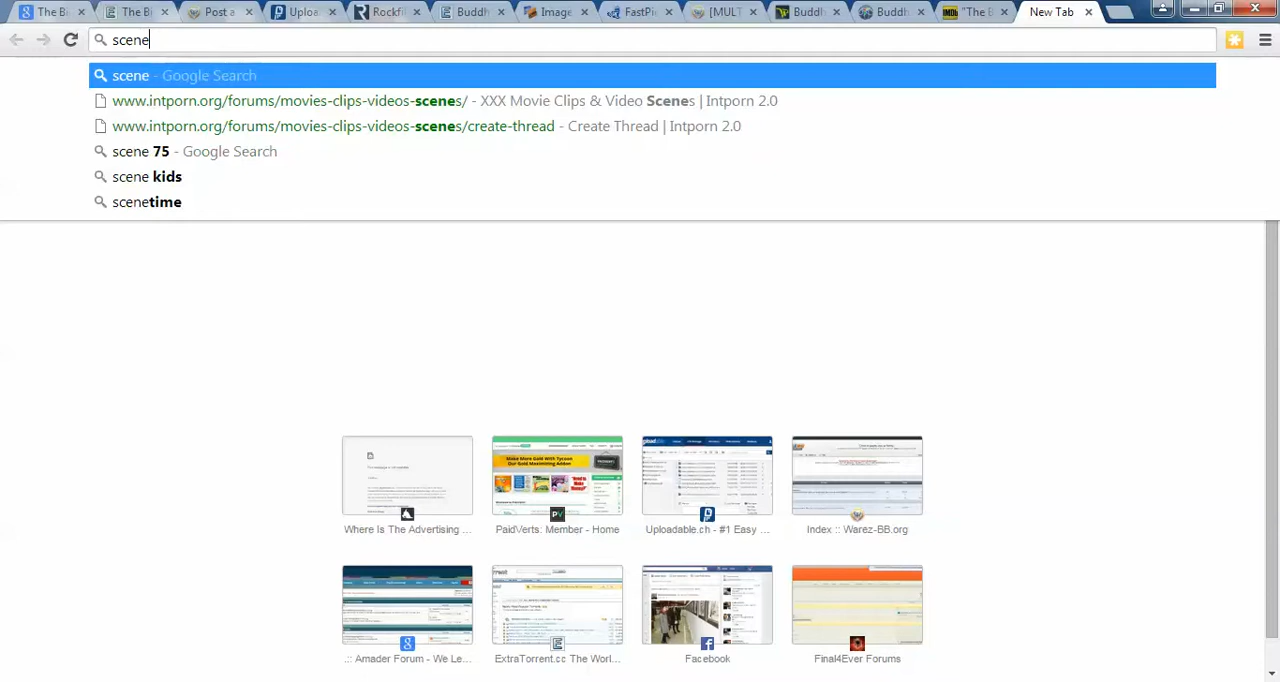 The B
The Bi
Post a
Uploa
Rockfil
Buddh
Image
FastPic
[MULT
Buddh
Buddh
"The B
New Tab
scene
scene - Google Search
www.intporn.org/forums/movies-clips-videos-scenes/ - XXX Movie Clips & Video Scenes | Intporn 2.0
www.intporn.org/forums/movies-clips-videos-scenes/create-thread - Create Thread | Intporn 2.0
scene 75 - Google Search
scene kids
scenetime
Where Is The Advertising ...
PaidVerts: Member - Home
Uploadable.ch - #1 Easy ...
Index :: Warez-BB.org
.:: Amader Forum - We Le...
ExtraTorrent.cc The Worl...
Facebook
Final4Ever Forums